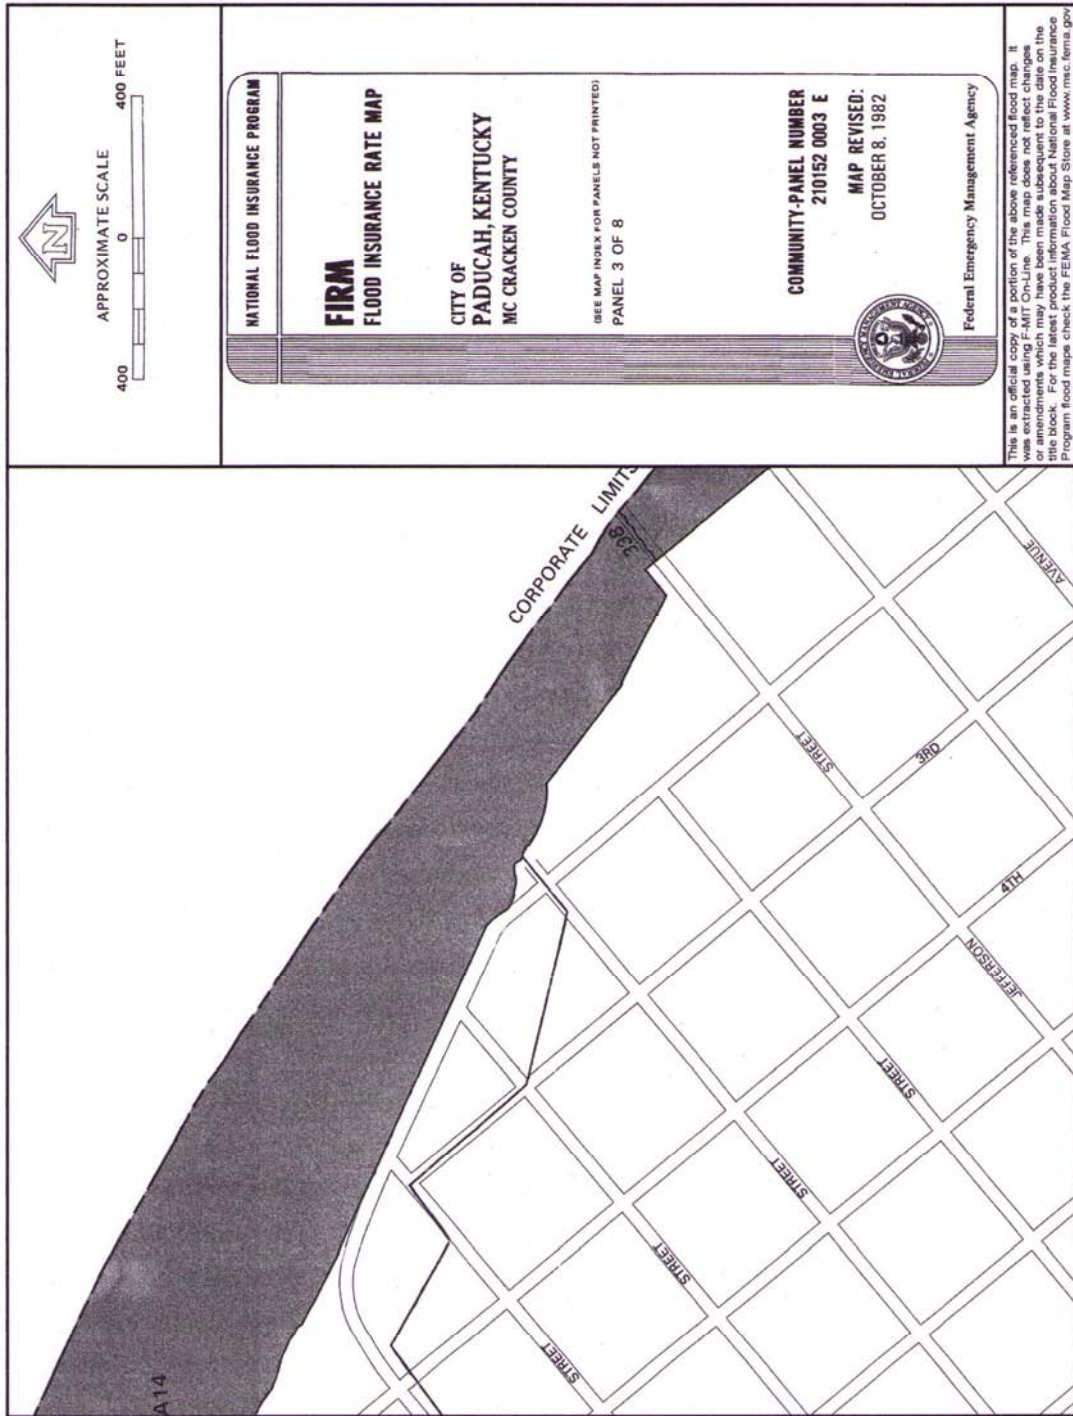 N
APPROXIMATE SCALE
400 0 400 FEET
NATIONAL FLOOD INSURANCE PROGRAM
FIRM
FLOOD INSURANCE RATE MAP
CITY OF
PADUCAH, KENTUCKY
MC CRACKEN COUNTY
(SEE MAP INDEX FOR PANELS NOT PRINTED)
PANEL 3 OF 8
COMMUNITY-PANEL NUMBER
210152 0003 E
MAP REVISED:
OCTOBER 8, 1982
FEDERAL EMERGENCY MANAGEMENT AGENCY
Federal Emergency Management Agency
This is an official copy of a portion of the above referenced flood map. It
was extracted using F-MIT On-Line. This map does not reflect changes
or amendments which may have been made subsequent to the date on the
title block. For the latest product information about National Flood Insurance
Program flood maps check the FEMA Flood Map Store at www.msc.fema.gov
CORPORATE LIMITS
338
A14
STREET
3RD
AVENUE
4TH
JEFFERSON
STREET
STREET
STREET
STREET